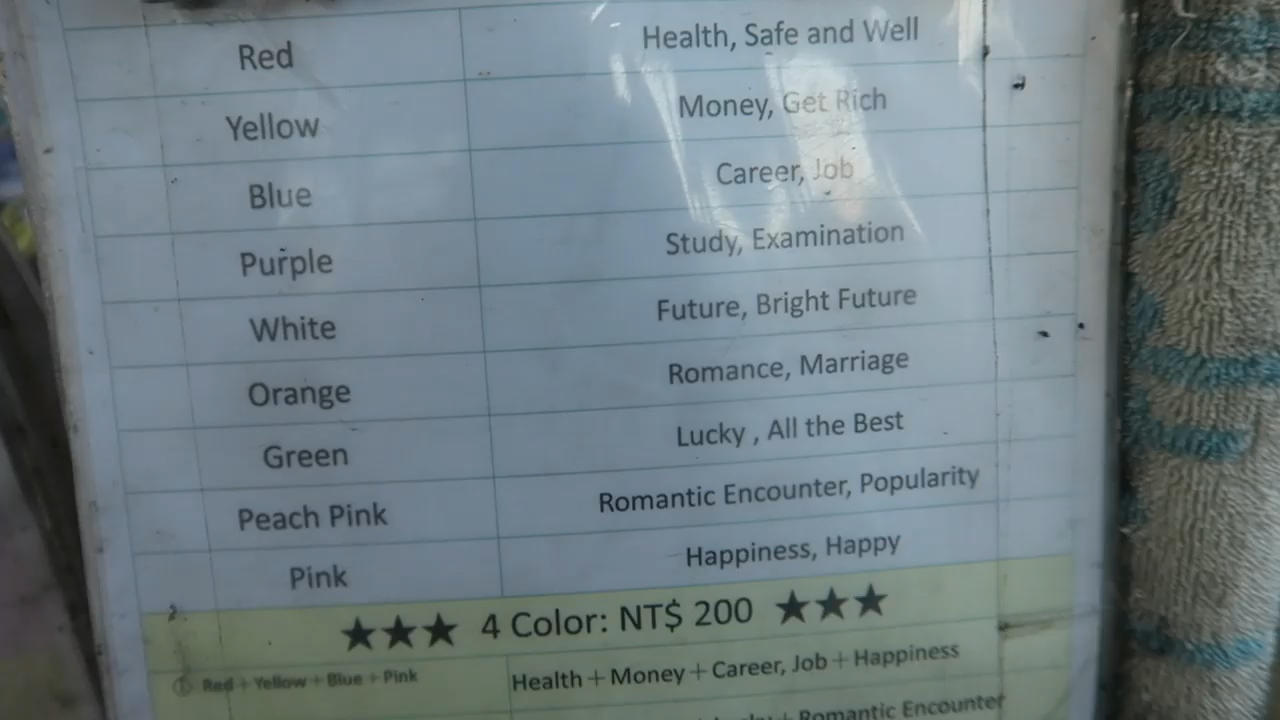 Red Health, Safe and Well
Yellow Money, Get Rich
Blue Career, Job
Purple Study, Examination
White Future, Bright Future
Orange Romance, Marriage
Green Lucky , All the Best
Peach Pink Romantic Encounter, Popularity
Pink Happiness, Happy
★★★ 4 Color: NT$ 200 ★★★
① Red+Yellow+Blue+Pink Health+Money+Career, Job+Happiness
+ Romantic Encounter